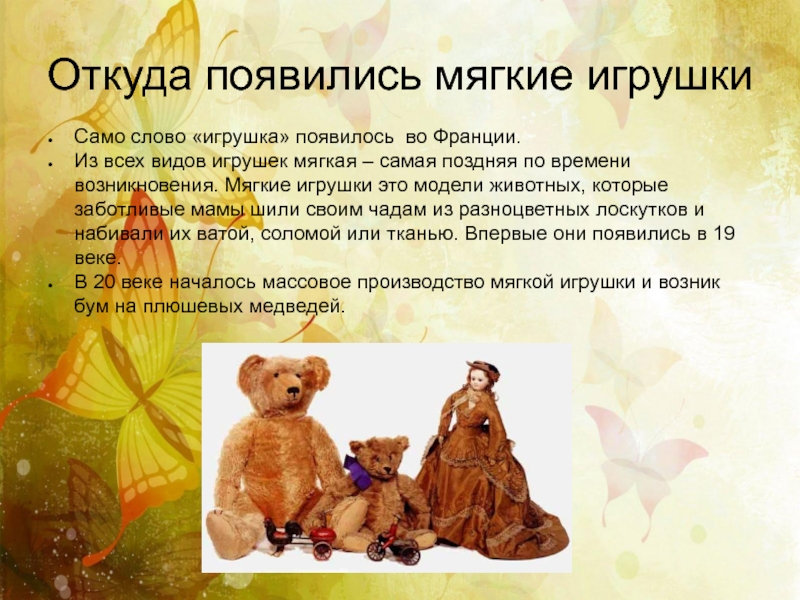 Откуда появились мягкие игрушки
Само слово «игрушка» появилось во Франции.
Из всех видов игрушек мягкая – самая поздняя по времени
возникновения. Мягкие игрушки это модели животных, которые
заботливые мамы шили своим чадам из разноцветных лоскутков и
набивали их ватой, соломой или тканью. Впервые они появились в 19
веке.
В 20 веке началось массовое производство мягкой игрушки и возник
бум на плюшевых медведей.